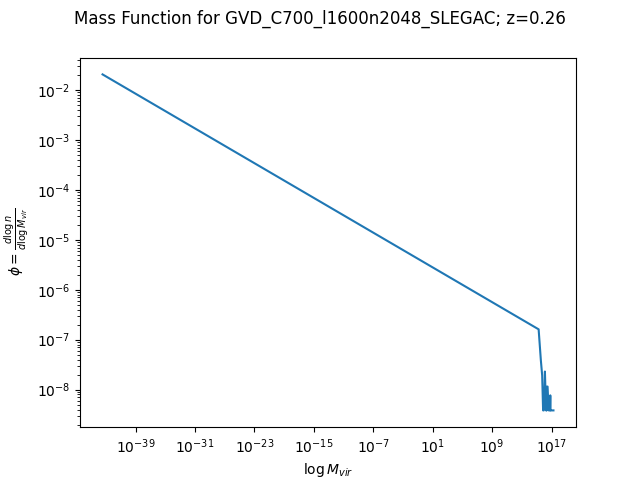 Mass Function for GVD_C700_l1600n2048_SLEGAC; z=0.26
10⁻²
10⁻³
10⁻⁴
10⁻⁵
10⁻⁶
10⁻⁷
10⁻⁸
ϕ = d log n / d log M_vir
10⁻³⁹ 10⁻³¹ 10⁻²³ 10⁻¹⁵ 10⁻⁷ 10¹ 10⁹ 10¹⁷
log M_vir